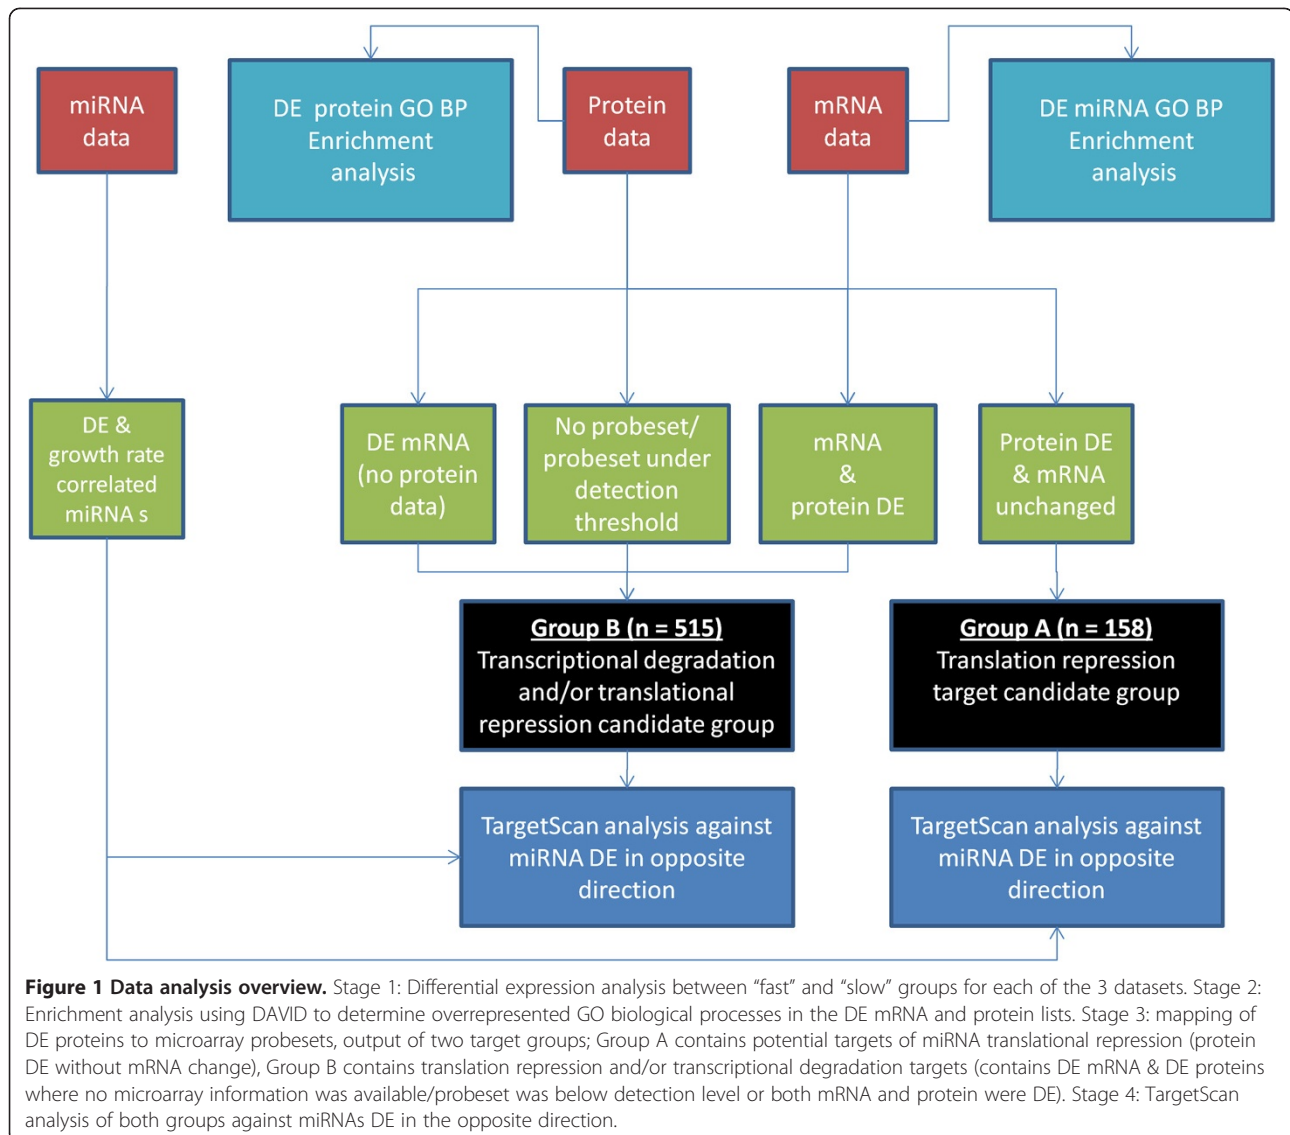 miRNA
data
DE protein GO BP
Enrichment
analysis
Protein
data
mRNA
data
DE miRNA GO BP
Enrichment
analysis
DE &
growth rate
correlated
miRNA s
DE mRNA
(no protein
data)
No probeset/
probeset under
detection
threshold
mRNA
&
protein DE
Protein DE
& mRNA
unchanged
Group B (n = 515)
Transcriptional degradation
and/or translational
repression candidate group
Group A (n = 158)
Translation repression
target candidate group
TargetScan analysis against
miRNA DE in opposite
direction
TargetScan analysis against
miRNA DE in opposite
direction
Figure 1 Data analysis overview. Stage 1: Differential expression analysis between “fast” and “slow” groups for each of the 3 datasets. Stage 2:
Enrichment analysis using DAVID to determine overrepresented GO biological processes in the DE mRNA and protein lists. Stage 3: mapping of
DE proteins to microarray probesets, output of two target groups; Group A contains potential targets of miRNA translational repression (protein
DE without mRNA change), Group B contains translation repression and/or transcriptional degradation targets (contains DE mRNA & DE proteins
where no microarray information was available/probeset was below detection level or both mRNA and protein were DE). Stage 4: TargetScan
analysis of both groups against miRNAs DE in the opposite direction.